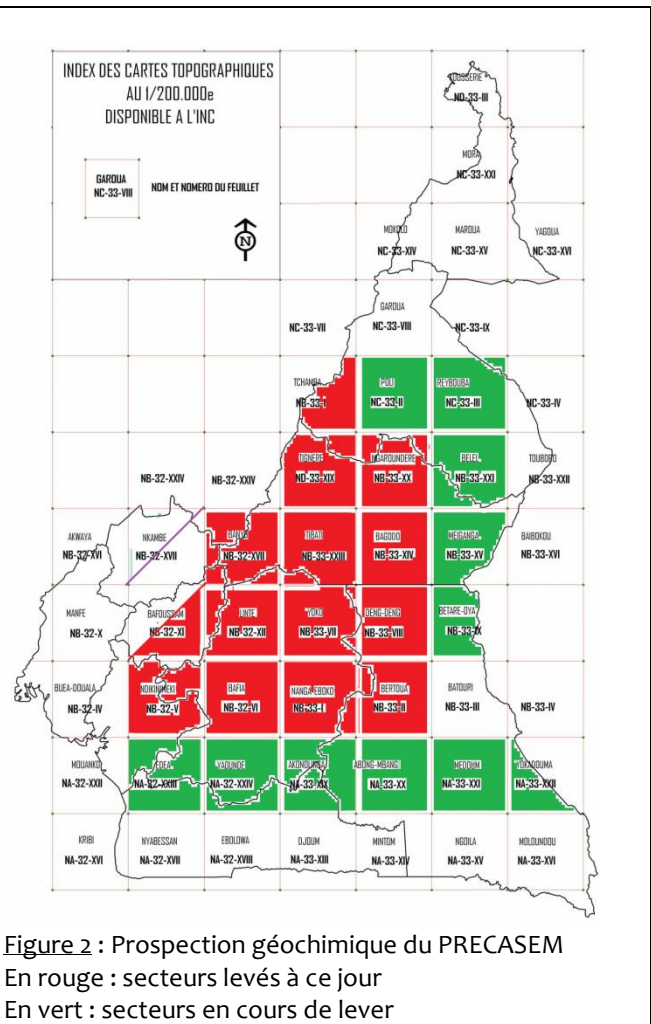 INDEX DES CARTES TOPOGRAPHIQUES
AU 1/200.000e
DISPONIBLE A L'INC
GAROUA
NC-33-VIII
NOM ET NOMERO DU FEUILLET
N
KOUSSERIE
ND-33-III
MORA
NC-33-XXI
MOKOLO MAROUA YAGOUA
NC-33-XIV NC-33-XV NC-33-XVI
GAROUA
NC-33-VII NC-33-VIII NC-33-IX
TCHAMBA POLI REYBOUBA
NB-33-I NC-33-II NC-33-III NC-33-IV
TIGNERE NGAROUNDERE BELEL TOUBORO
NB-32-XXIV NB-32-XXIV ND-33-XIX NB-33-XX NB-33-XXI NB-33-XXII
AKWAYA NKAMBE BANYO TIBATI BAGODO MEIGANGA BAIBOKOU
NB-32-XVI NB-32-XVII NB-32-XVIII NB-33-XXIII NB-33-XIV NB-33-XV NB-33-XVI
MANFE BAFOUSSAM LINTE YOKO DENG-DENG BETARE-OYA
NB-32-X NB-32-XI NB-32-XII NB-33-VII NB-33-VIII NB-33-IX
BUEA-DOUALA NDIKINIMEKI BAFIA NANGA-EBOKO BERTOUA BATOURI
NB-32-IV NB-32-V NB-32-VI NB-33-I NB-33-II NB-33-III NB-33-IV
MOUANKO EDEA YAOUNDE AKONOLINGA ABONG-MBANG MEDOUM YOKADOUMA
NA-32-XXII NA-32-XXIII NA-32-XXIV NA-33-XIX NA-33-XX NA-33-XXI NA-33-XXII
KRIBI NYABESSAN EBOLOWA DJOUM MINTOM NGOILA MOLOUNDOU
NA-32-XVI NA-32-XVII NA-32-XVIII NA-33-XIII NA-33-XIV NA-33-XV NA-33-XVI
Figure 2 : Prospection géochimique du PRECASEM
En rouge : secteurs levés à ce jour
En vert : secteurs en cours de lever